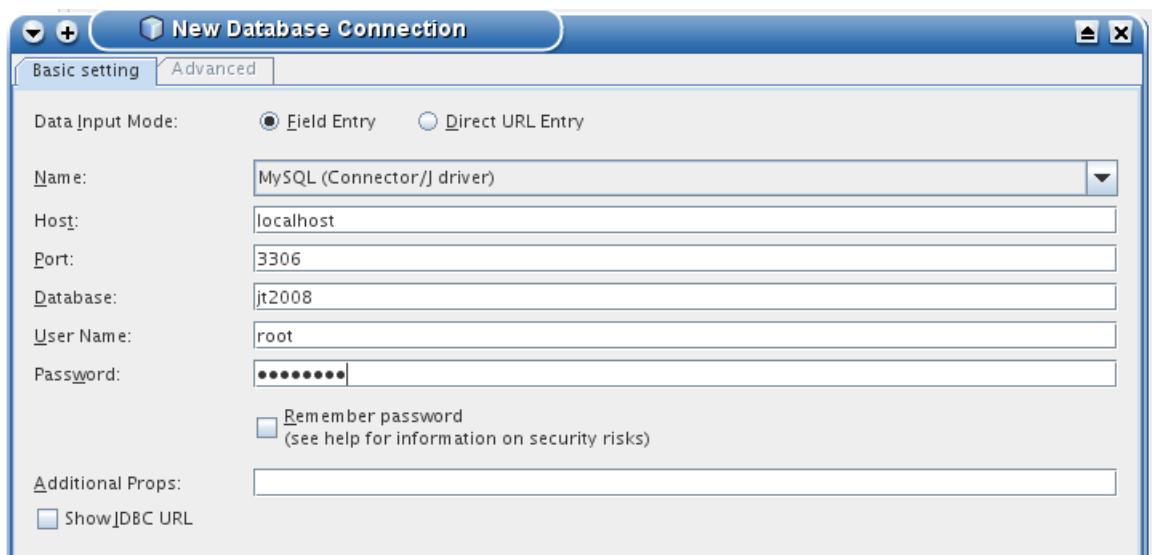 New Database Connection
Basic setting Advanced
Data Input Mode: Field Entry Direct URL Entry
Name: MySQL (Connector/J driver)
Host: localhost
Port: 3306
Database: jt2008
User Name: root
Password: ••••••••
Remember password
(see help for information on security risks)
Additional Props:
Show JDBC URL